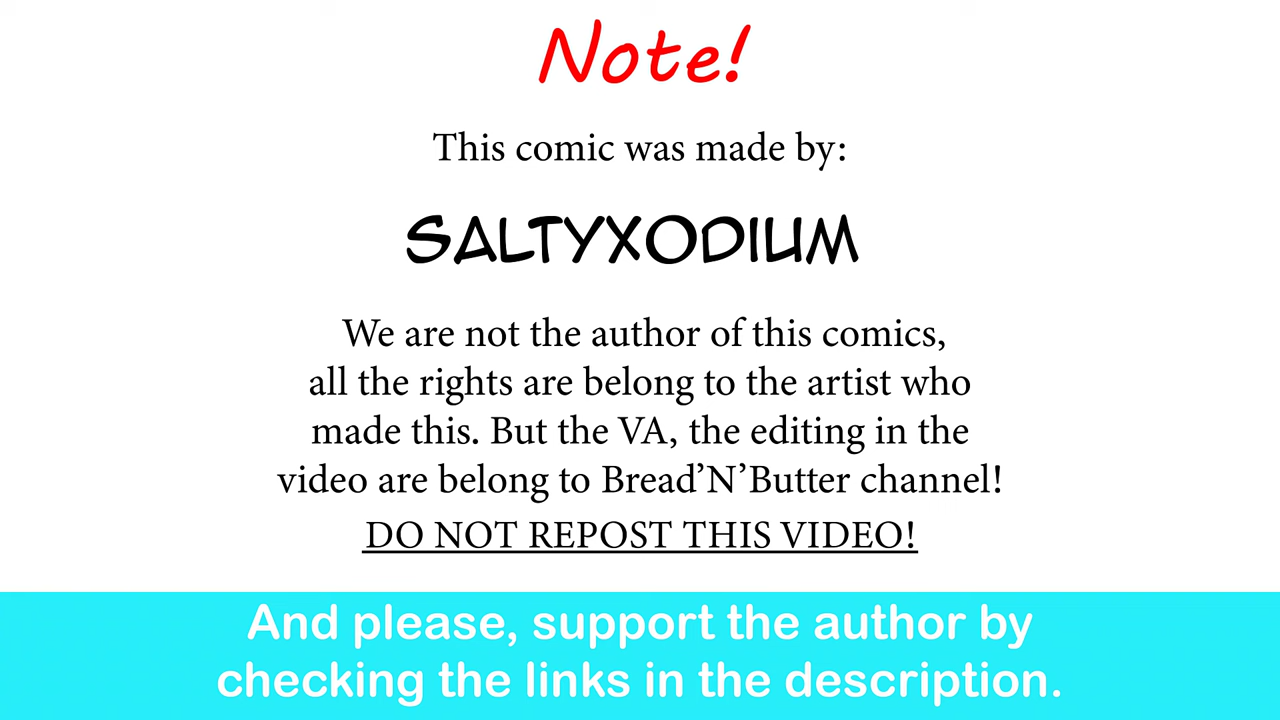 Note!
This comic was made by:
SALTYXODIUM
We are not the author of this comics,
all the rights are belong to the artist who
made this. But the VA, the editing in the
video are belong to Bread’N’Butter channel!
DO NOT REPOST THIS VIDEO!
And please, support the author by
checking the links in the description.